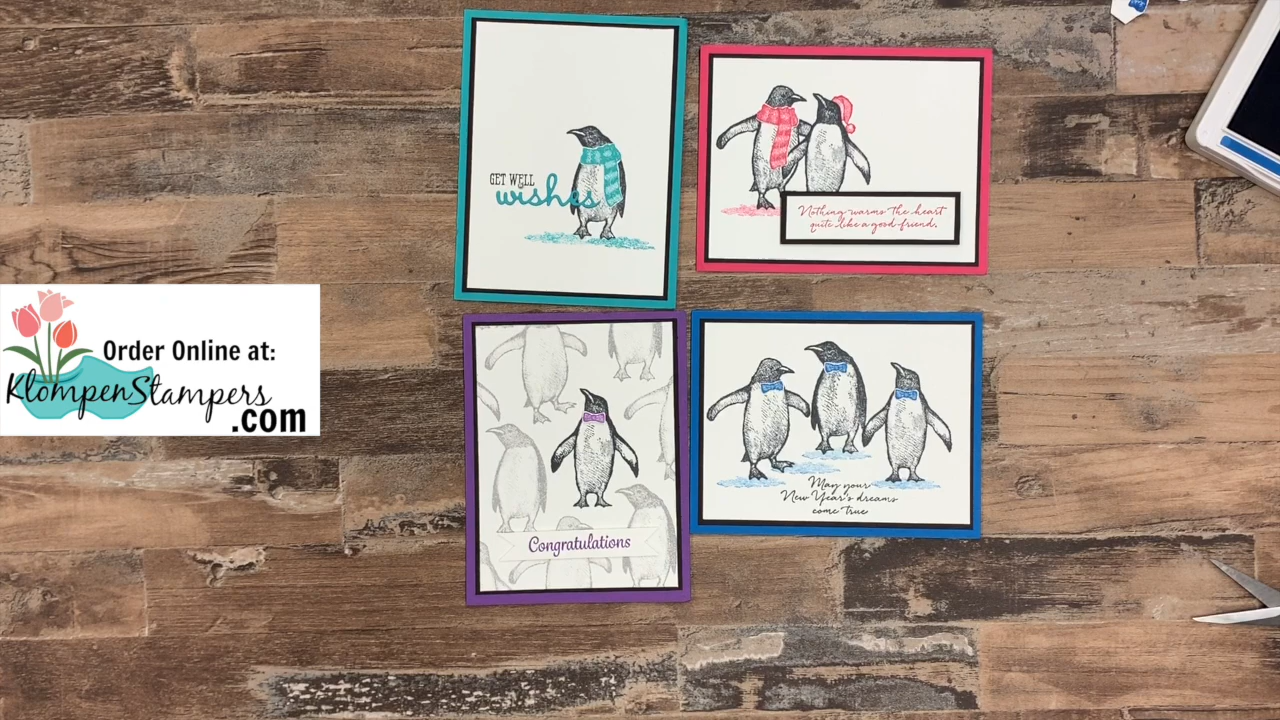 GET WELL
wishes
Nothing warms the heart
quite like a good friend.
Order Online at:
KlompenStampers
.com
Congratulations
May your
New Year's dreams
come true